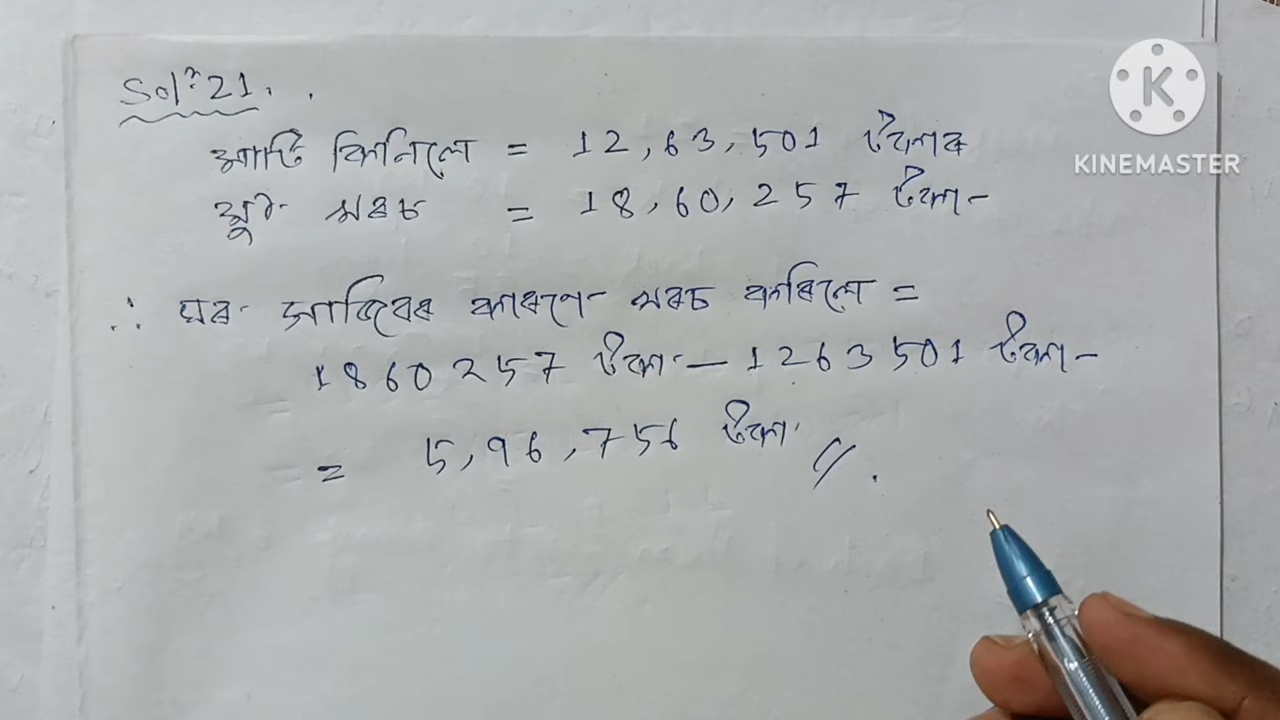 Solⁿ: 21.
মাটি কিনিলে = 12,63,501 টকাৰ
মুঠ খৰচ = 18,60,257 টকা
∴ ঘৰ সাজিবৰ কাৰণে খৰচ কৰিলে =
1860257 টকা — 1263501 টকা
= 5,96,756 টকা //.
KINEMASTER